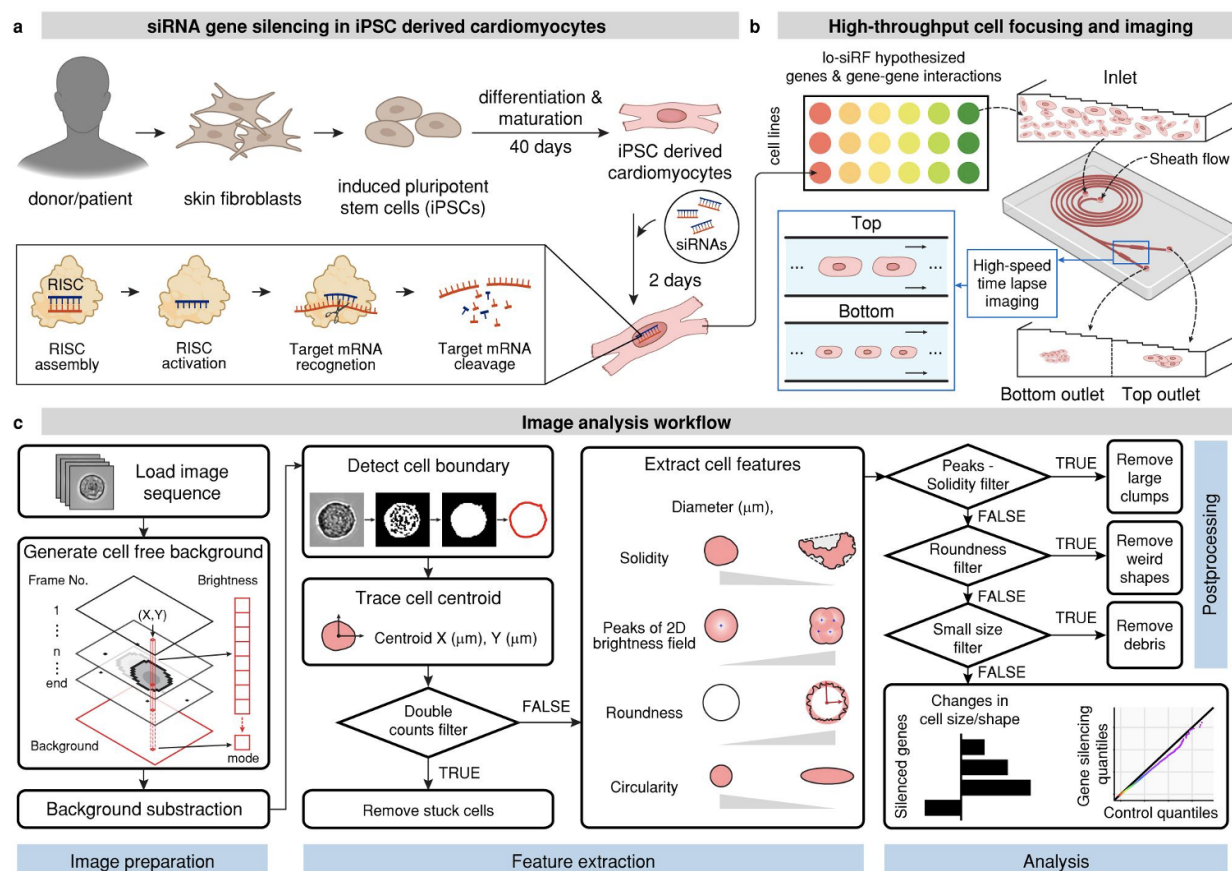 a
siRNA gene silencing in iPSC derived cardiomyocytes
donor/patient
skin fibroblasts
induced pluripotent
stem cells (iPSCs)
differentiation &
maturation
40 days
iPSC derived
cardiomyocytes
siRNAs
2 days
RISC
RISC
assembly
RISC
activation
Target mRNA
recognetion
Target mRNA
cleavage
b
High-throughput cell focusing and imaging
lo-siRF hypothesized
genes & gene-gene interactions
cell lines
Inlet
Sheath flow
Top
Bottom
High-speed
time lapse
imaging
Bottom outlet
Top outlet
c
Image analysis workflow
Load image
sequence
Generate cell free background
Frame No.
Brightness
1
(X,Y)
n
end
Background
mode
Background substraction
Image preparation
Detect cell boundary
Trace cell centroid
Centroid X (μm), Y (μm)
Double
counts filter
FALSE
TRUE
Remove stuck cells
Extract cell features
Diameter (μm),
Solidity
Peaks of 2D
brightness field
Roundness
Circularity
Feature extraction
Peaks -
Solidity filter
TRUE
Remove
large
clumps
FALSE
Roundness
filter
TRUE
Remove
weird
shapes
FALSE
Small size
filter
TRUE
Remove
debris
FALSE
Postprocessing
Changes in
cell size/shape
Silenced genes
Gene silencing
quantiles
Control quantiles
Analysis